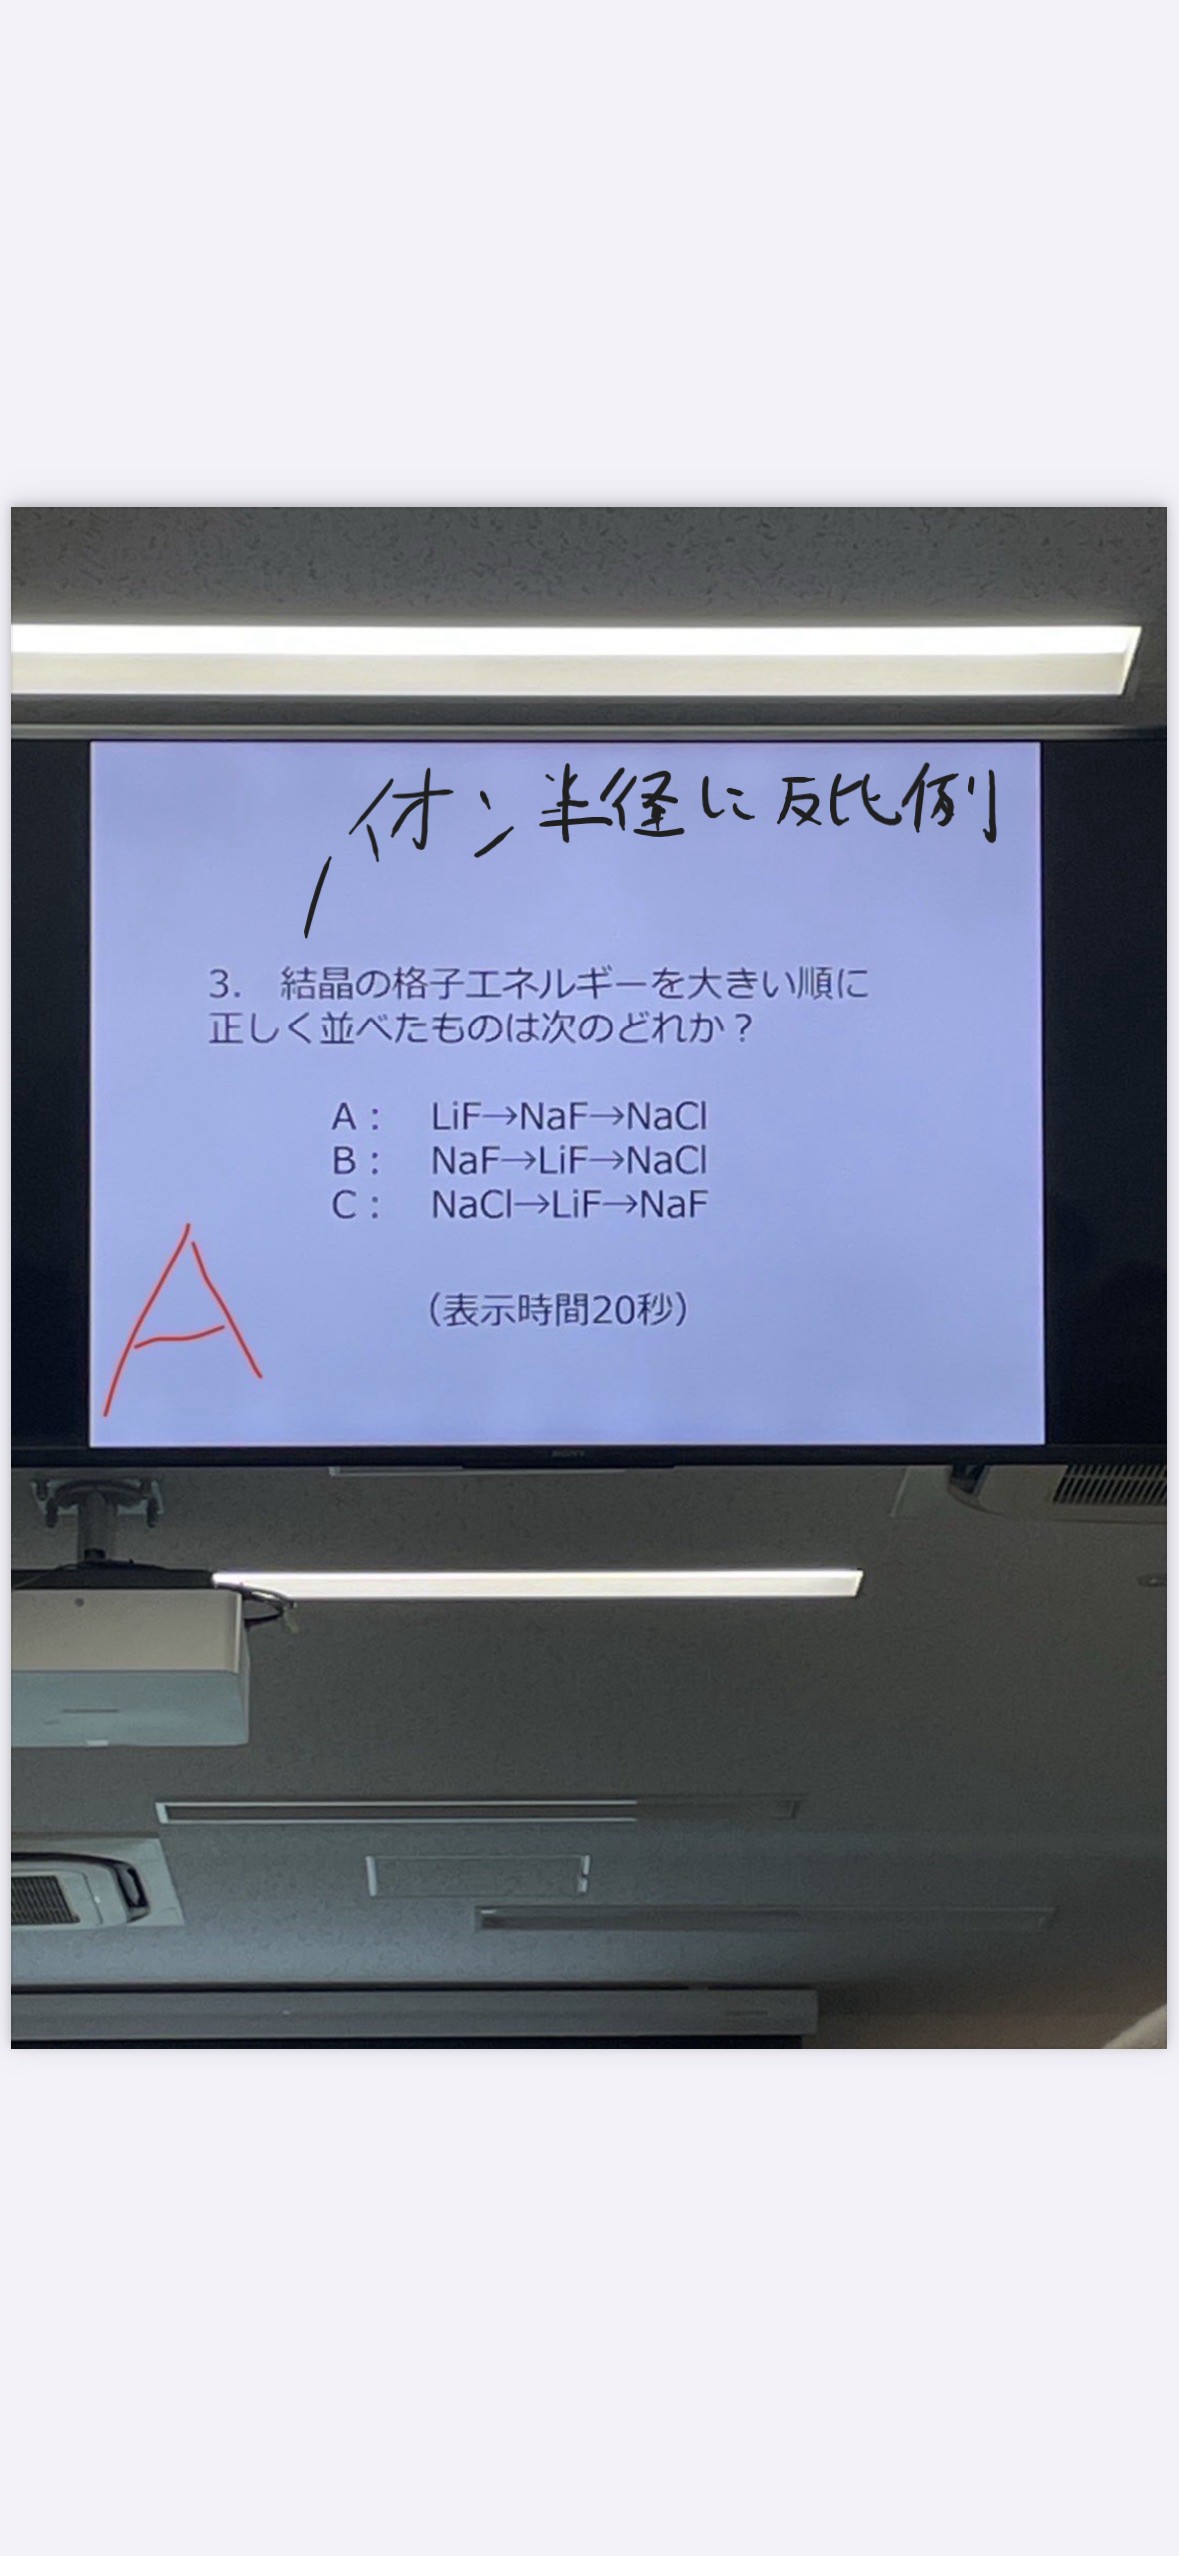 イオン半径に反比例
3. 結晶の格子エネルギーを大きい順に
正しく並べたものは次のどれか？
A： LiF→NaF→NaCl
B： NaF→LiF→NaCl
C： NaCl→LiF→NaF
（表示時間20秒）
A
SONY